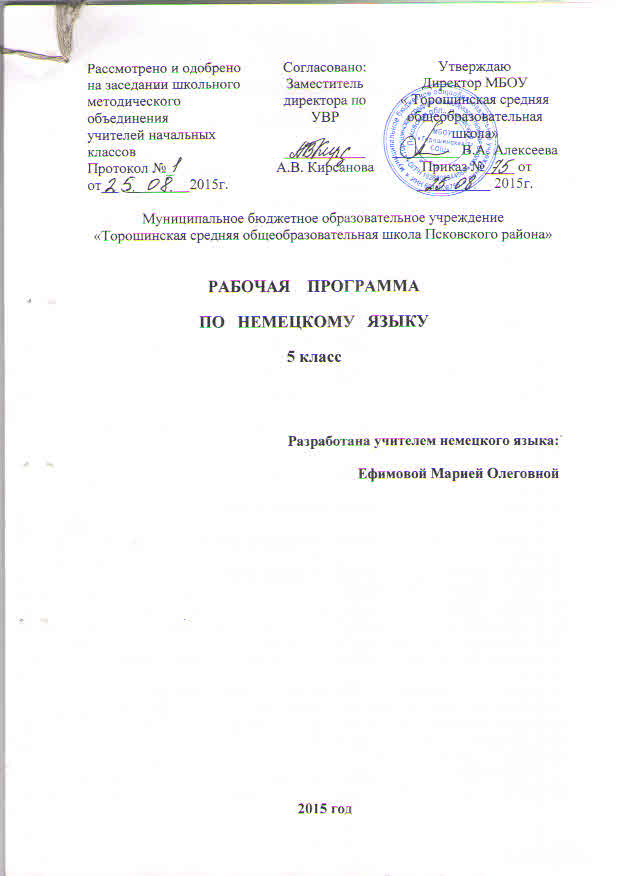 Рассмотрено и одобрено
на заседании школьного
методического
объединения
учителей начальных
классов
Протокол № 1
от 25. 08. 2015г.
Согласовано:
Заместитель
директора по
УВР
А.В. Кирсанова
Утверждаю
Директор МБОУ
«Торошинская средняя
общеобразовательная
школа»
В.А. Алексеева
Приказ № 75 от
25 08 2015г.
Муниципальное бюджетное образовательное учреждение
«Торошинская средняя общеобразовательная школа Псковского района»
РАБОЧАЯ ПРОГРАММА
ПО НЕМЕЦКОМУ ЯЗЫКУ
5 класс
Разработана учителем немецкого языка:
Ефимовой Марией Олеговной
2015 год